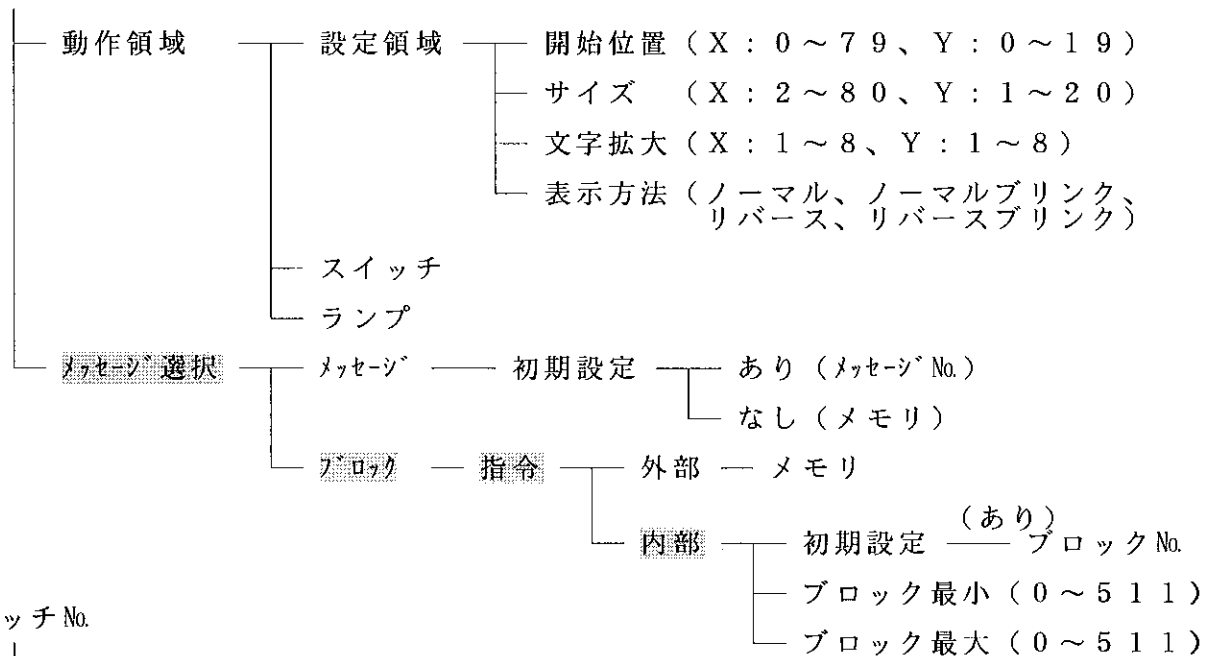 動作領域 設定領域 開始位置（X：0～79、Y：0～19）
サイズ （X：2～80、Y：1～20）
文字拡大（X：1～8、Y：1～8）
表示方法（ノーマル、ノーマルブリンク、
リバース、リバースブリンク）
スイッチ
ランプ
ﾒｯｾｰｼﾞ選択 ﾒｯｾｰｼﾞ 初期設定 あり（ﾒｯｾｰｼﾞ№）
なし（メモリ）
ﾌﾞﾛｯｸ 指令 外部 メモリ
内部 初期設定 （あり） ブロック№
ブロック最小（0～511）
ブロック最大（0～511）
ッチ№